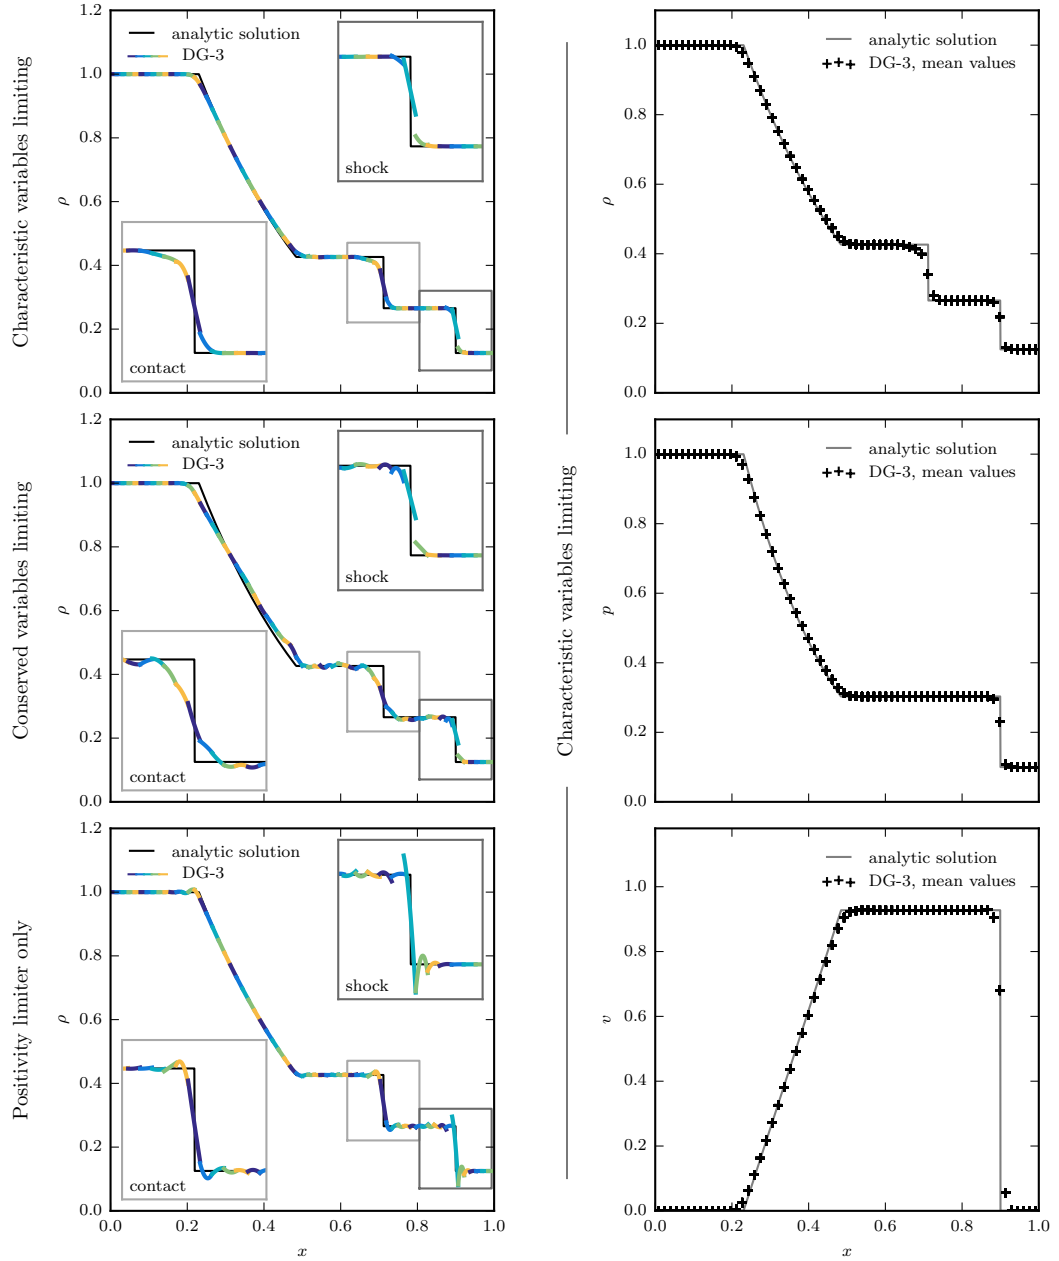 Characteristic variables limiting
ρ
1.2
1.0
0.8
0.6
0.4
0.2
0.0
analytic solution
DG-3
shock
contact
Conserved variables limiting
ρ
1.2
1.0
0.8
0.6
0.4
0.2
0.0
analytic solution
DG-3
shock
contact
Positivity limiter only
ρ
1.2
1.0
0.8
0.6
0.4
0.2
0.0
analytic solution
DG-3
shock
contact
0.0 0.2 0.4 0.6 0.8 1.0
x
Characteristic variables limiting
ρ
1.0
0.8
0.6
0.4
0.2
0.0
analytic solution
DG-3, mean values
p
1.0
0.8
0.6
0.4
0.2
0.0
analytic solution
DG-3, mean values
v
1.0
0.8
0.6
0.4
0.2
0.0
analytic solution
DG-3, mean values
0.0 0.2 0.4 0.6 0.8 1.0
x